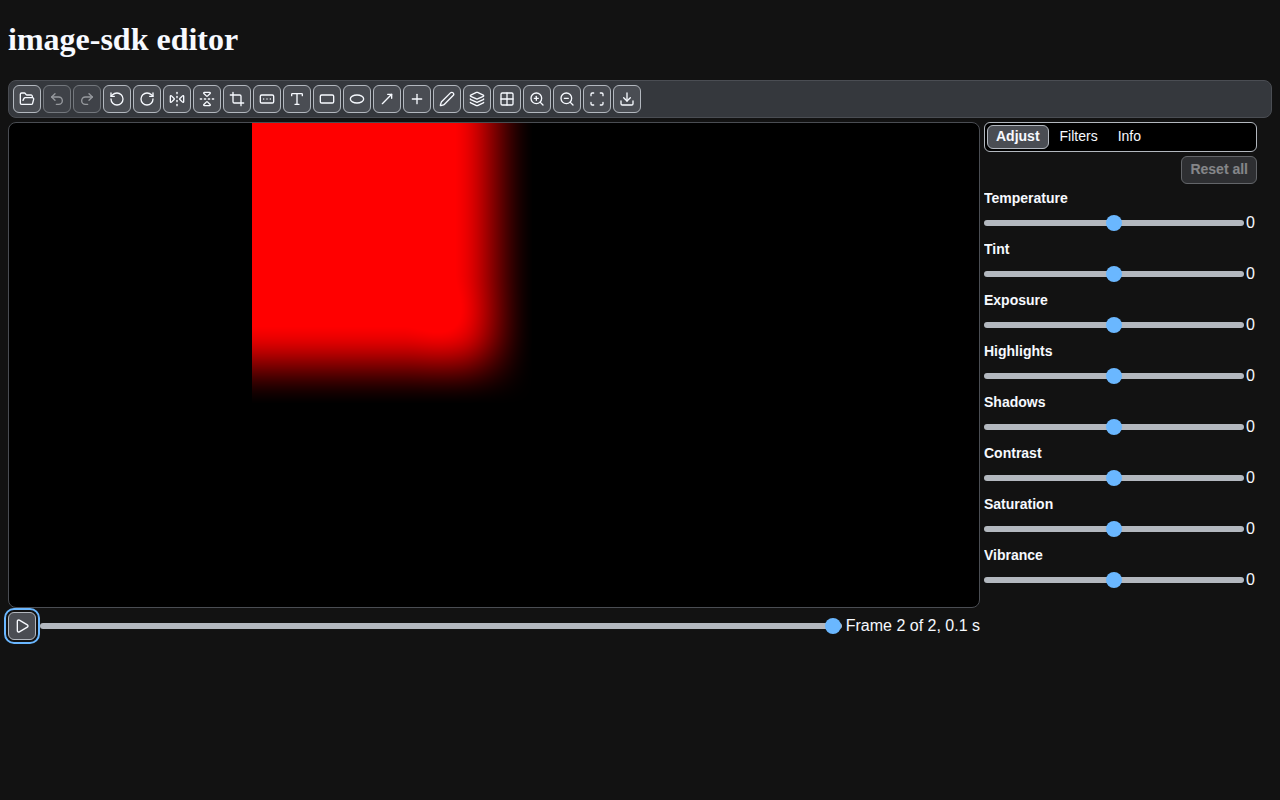 image-sdk editor
Adjust Filters Info
Reset all
Temperature
0
Tint
0
Exposure
0
Highlights
0
Shadows
0
Contrast
0
Saturation
0
Vibrance
0
Frame 2 of 2, 0.1 s